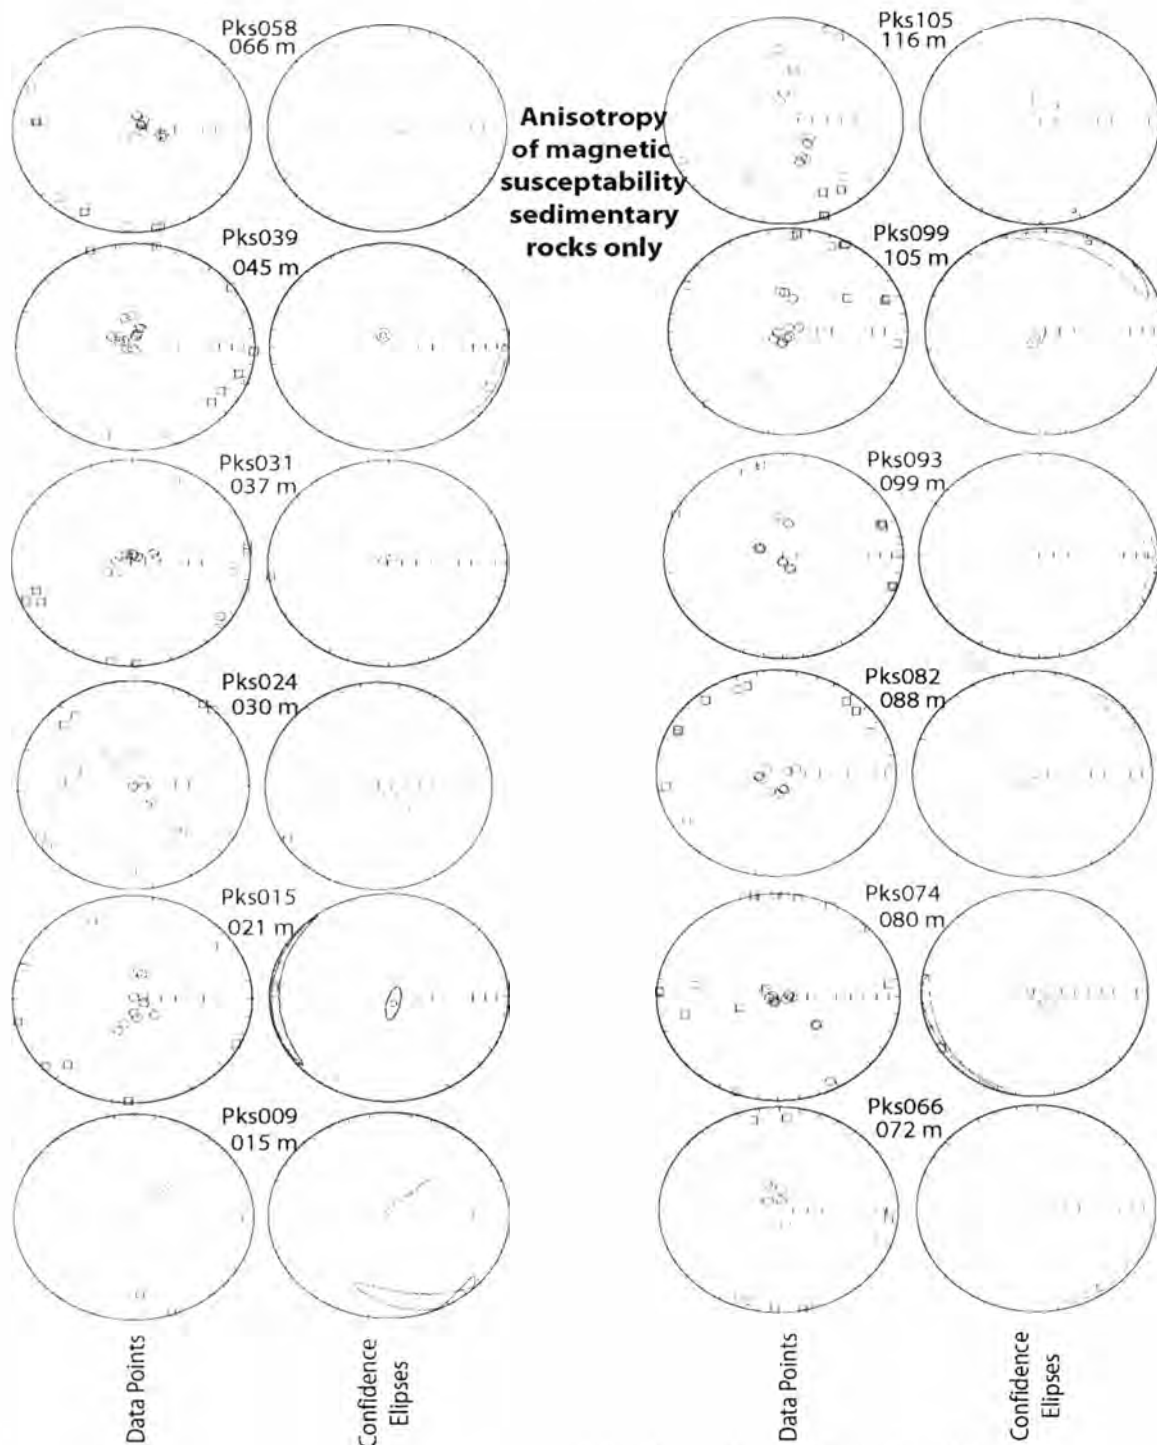 Pks058
066 m
Pks039
045 m
Pks031
037 m
Pks024
030 m
Pks015
021 m
Pks009
015 m
Data Points
Confidence
Elipses
Anisotropy
of magnetic
susceptability
sedimentary
rocks only
Pks105
116 m
Pks099
105 m
Pks093
099 m
Pks082
088 m
Pks074
080 m
Pks066
072 m
Data Points
Confidence
Elipses